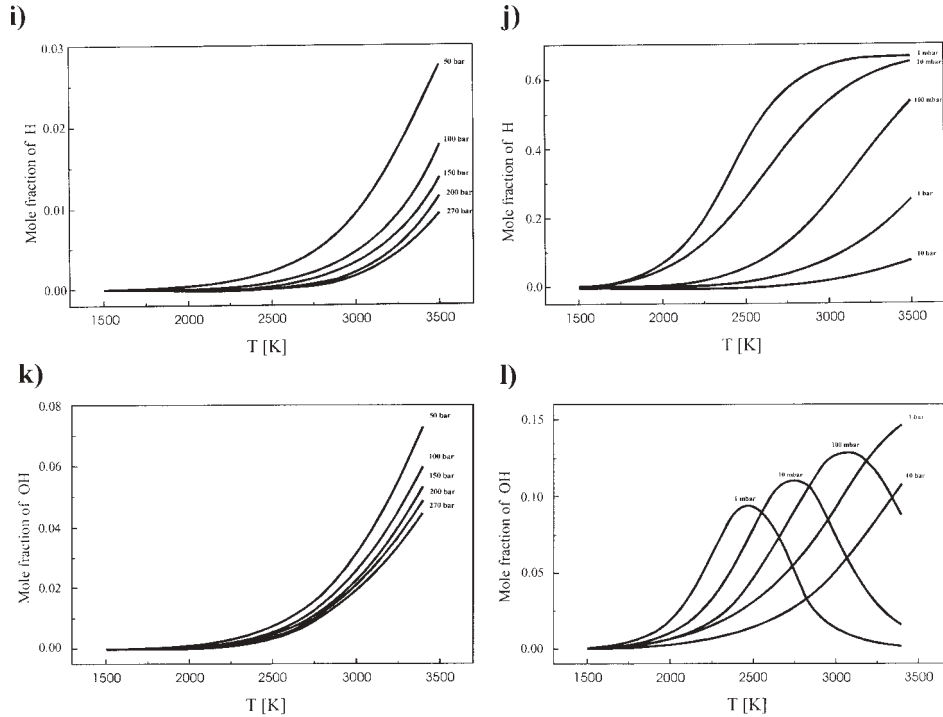 i)
Mole fraction of H
0.03
0.02
0.01
0.00
50 bar
100 bar
150 bar
200 bar
270 bar
1500 2000 2500 3000 3500
T [K]
j)
Mole fraction of H
0.6
0.4
0.2
0.0
1 mbar
10 mbar
100 mbar
1 bar
10 bar
1500 2000 2500 3000 3500
T [K]
k)
Mole fraction of OH
0.08
0.06
0.04
0.02
0.00
50 bar
100 bar
150 bar
200 bar
270 bar
1500 2000 2500 3000 3500
T [K]
l)
Mole fraction of OH
0.15
0.10
0.05
0.00
1 mbar
10 mbar
100 mbar
1 bar
10 bar
1500 2000 2500 3000 3500
T [K]